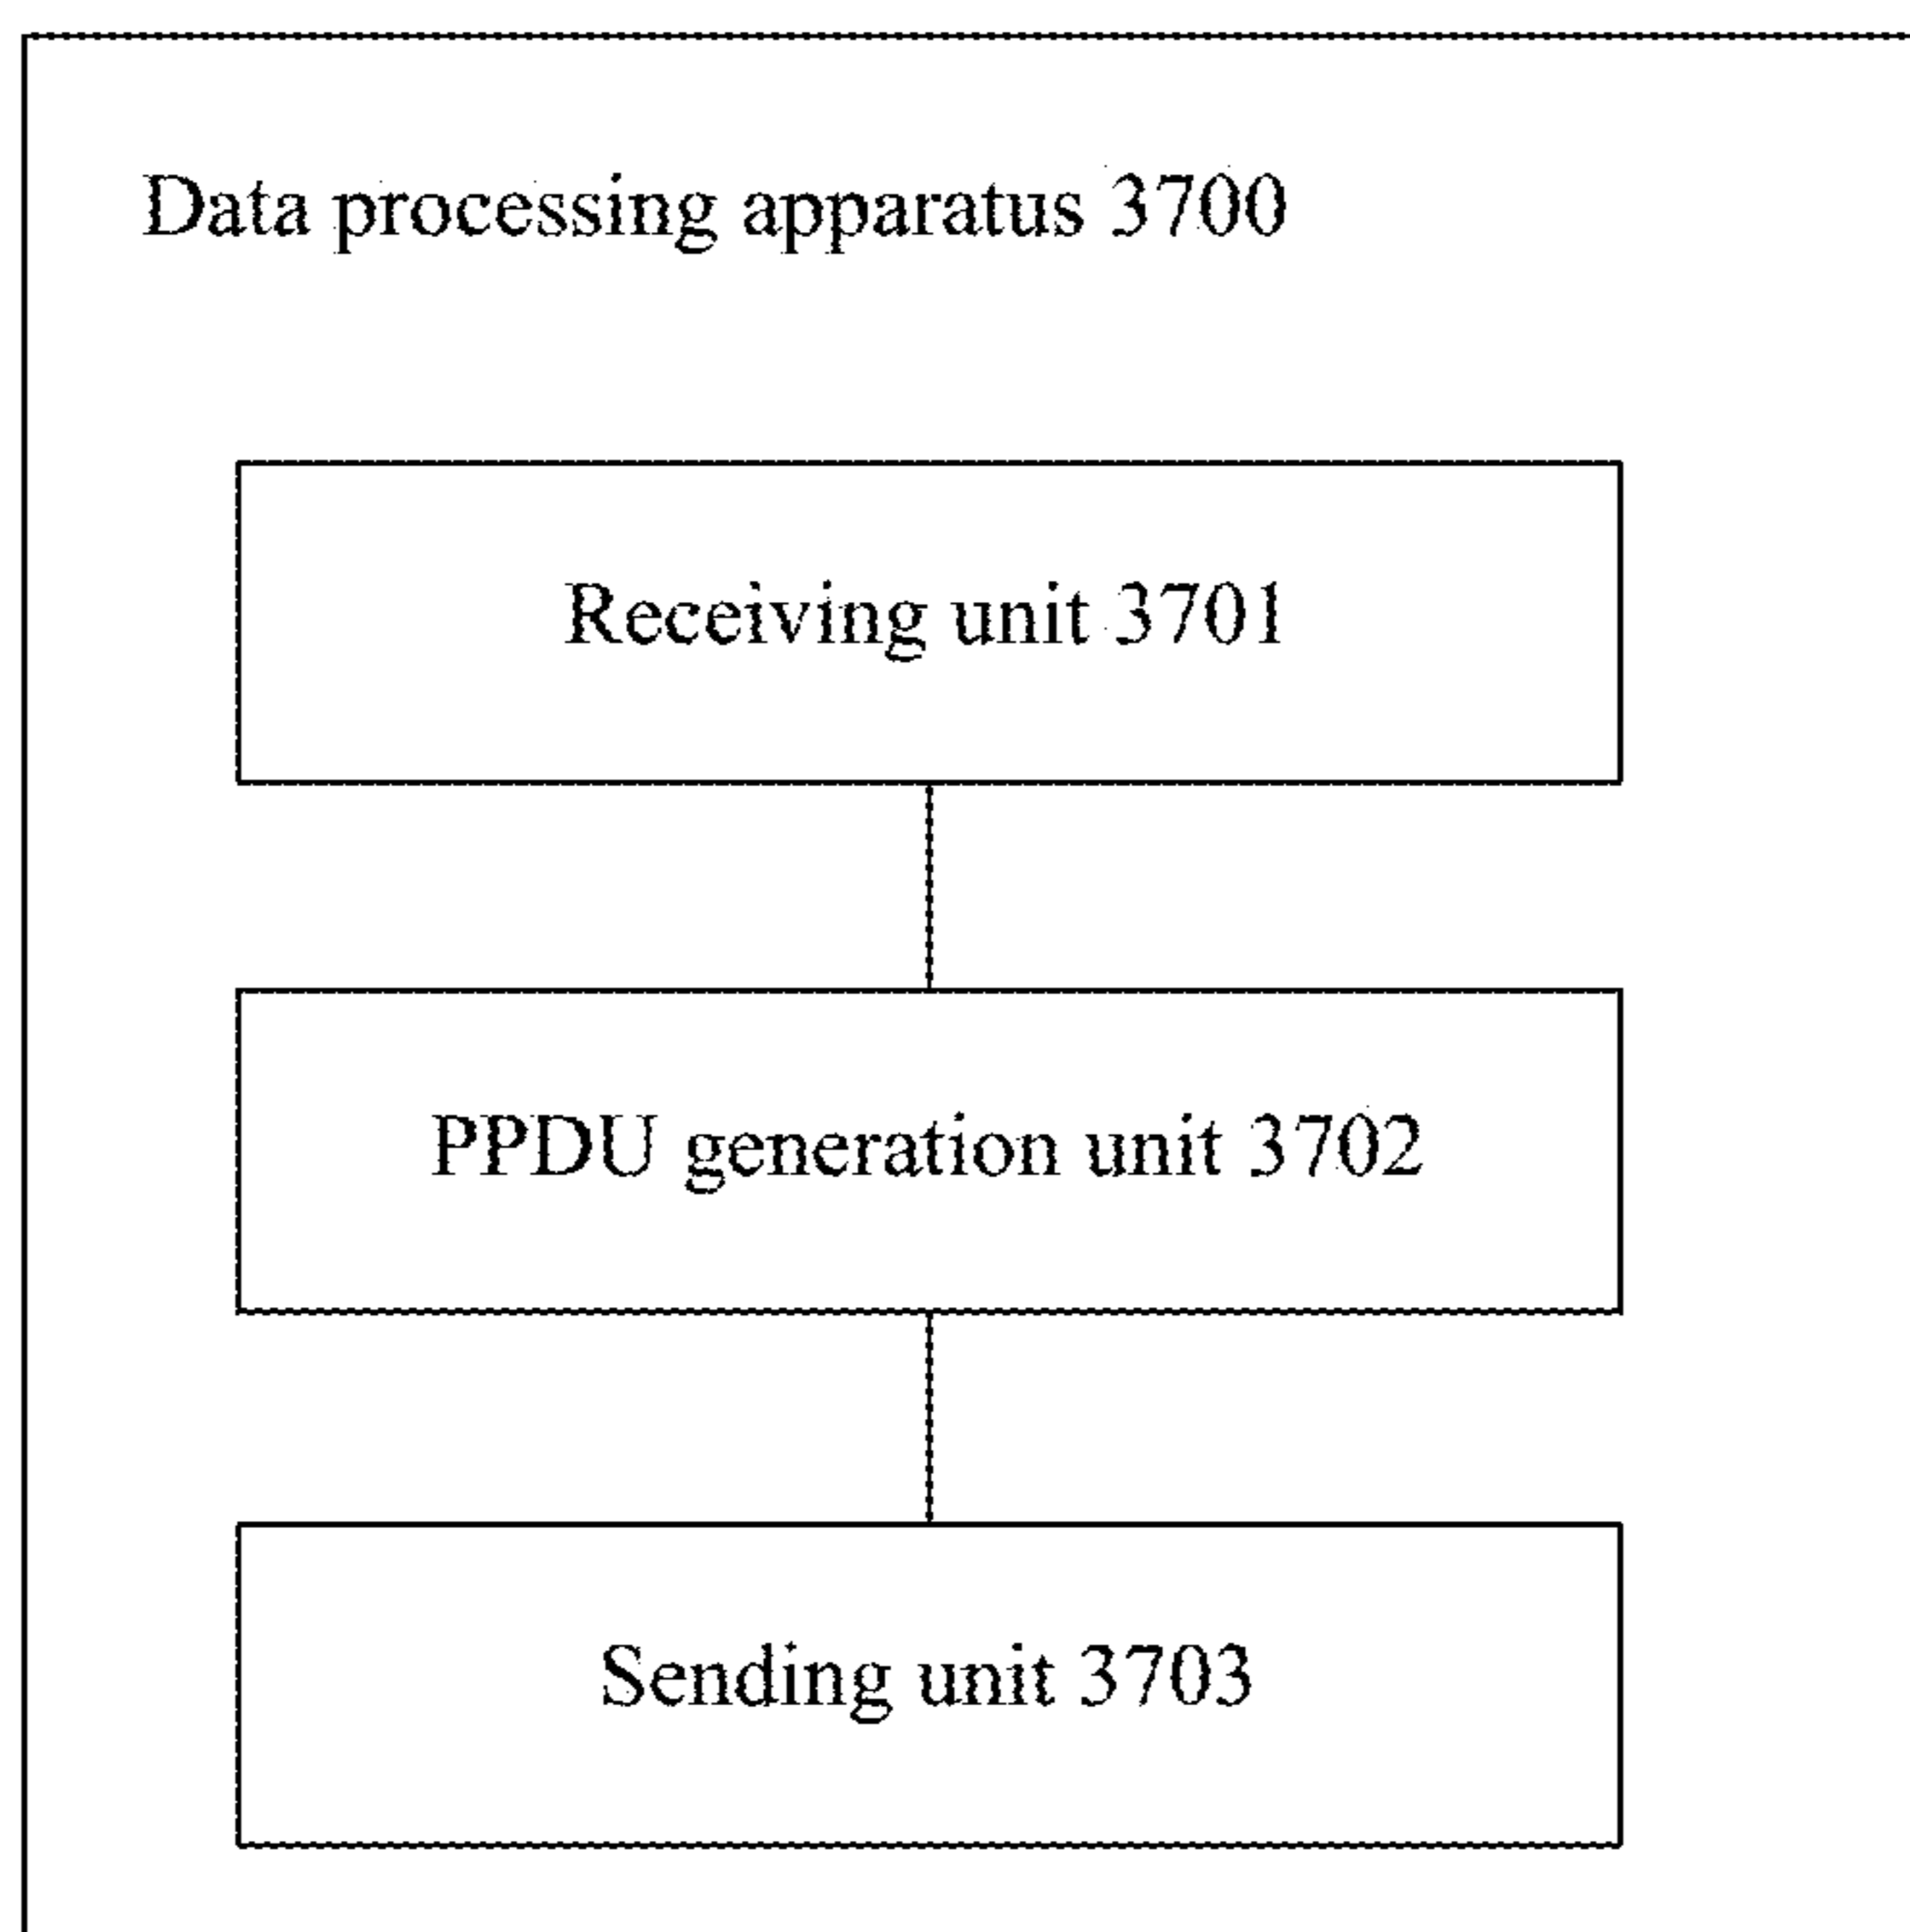 Data processing apparatus 3700
Receiving unit 3701
PPDU generation unit 3702
Sending unit 3703